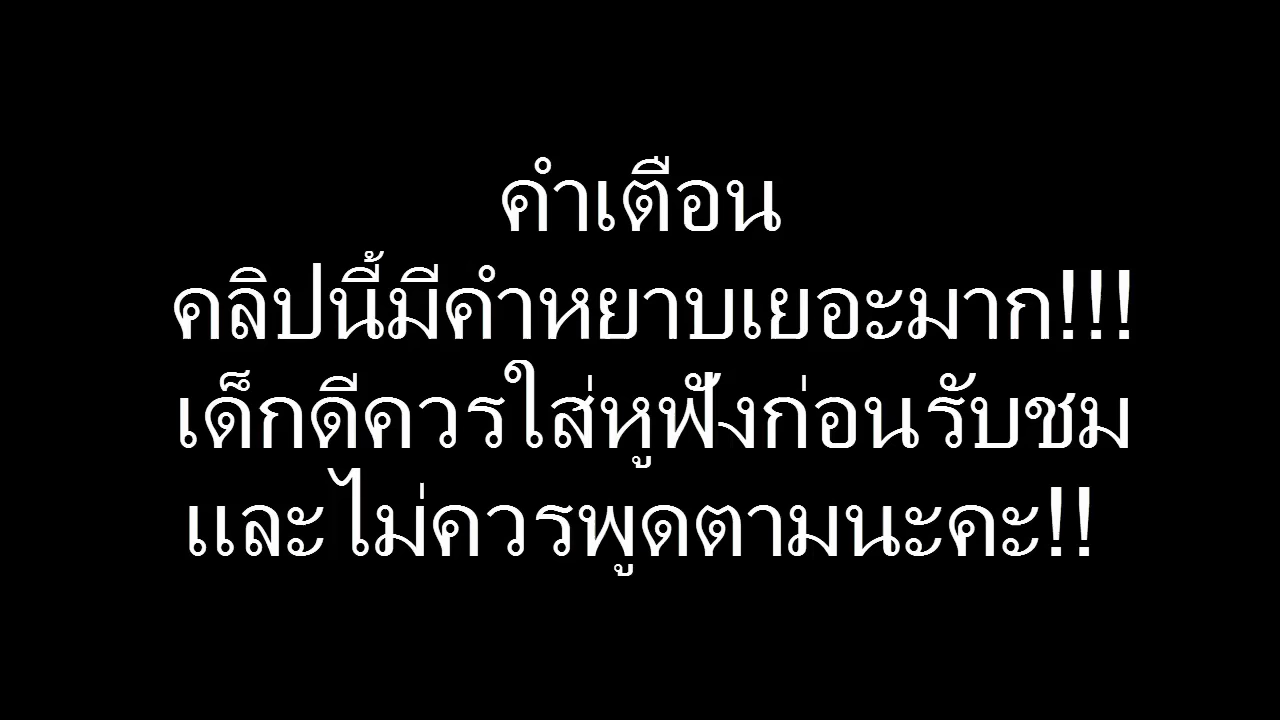 คำเตือน
คลิปนี้มีคำหยาบเยอะมาก!!!
เด็กดีควรใส่หูฟังก่อนรับชม
และไม่ควรพูดตามนะคะ!!